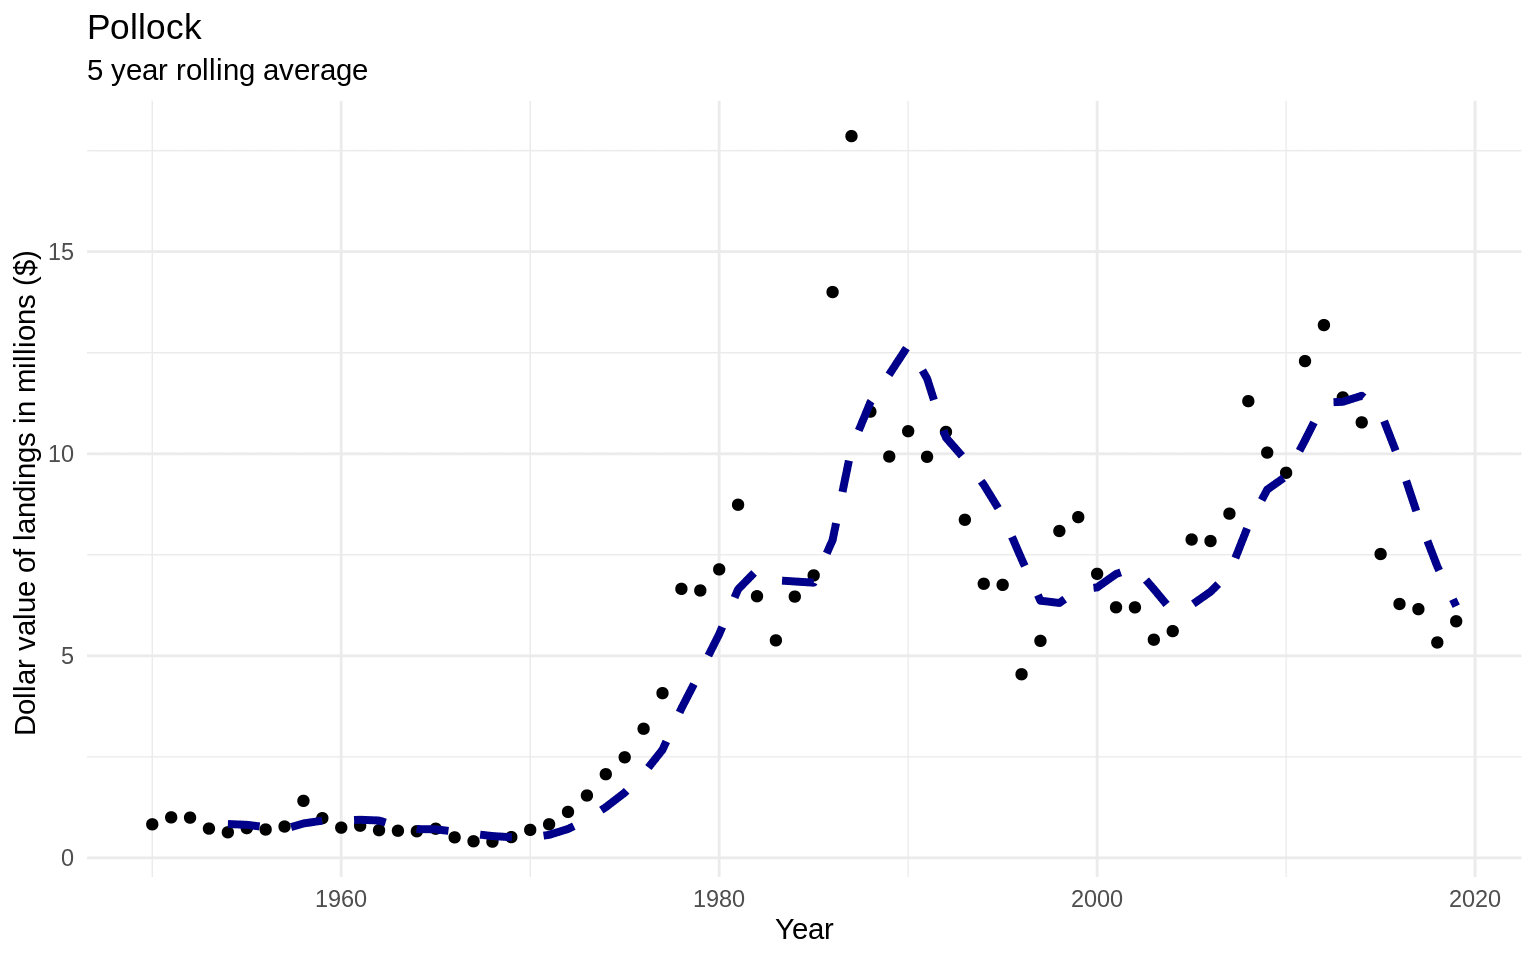 Pollock
5 year rolling average
Dollar value of landings in millions ($)
15
10
5
0
1960 1980 2000 2020
Year